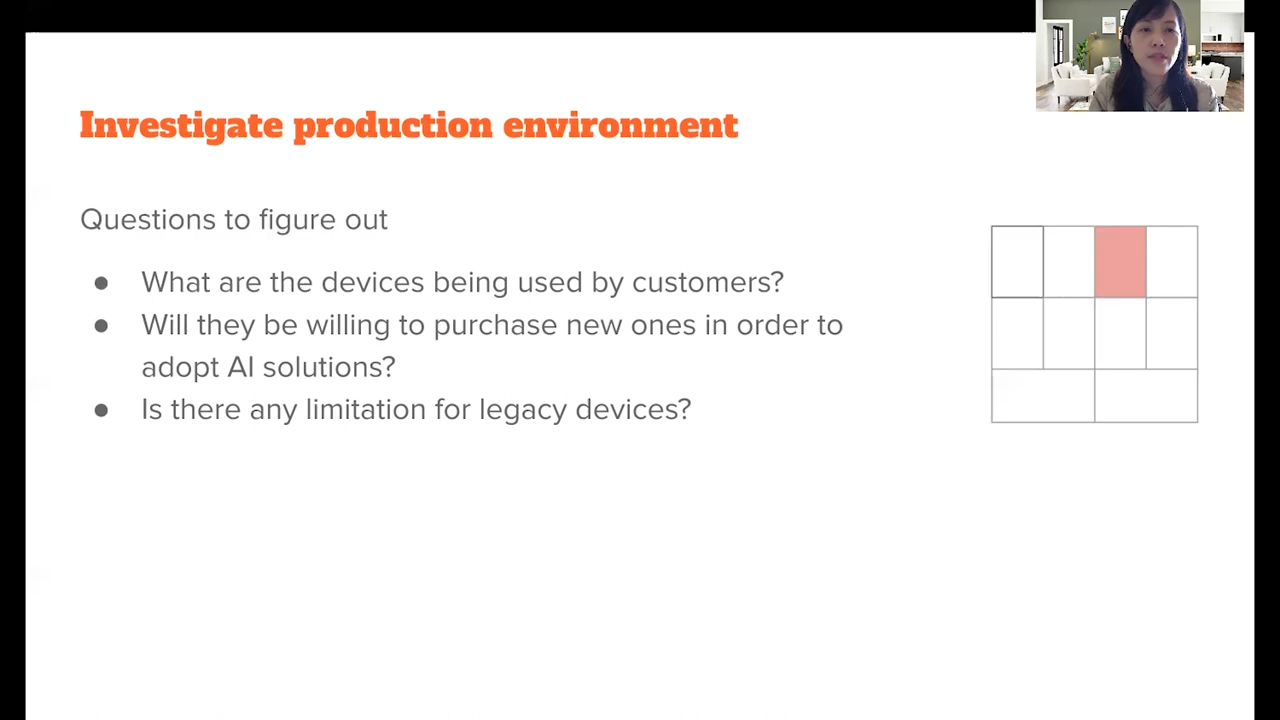 Investigate production environment
Questions to figure out
● What are the devices being used by customers?
● Will they be willing to purchase new ones in order to
adopt AI solutions?
● Is there any limitation for legacy devices?